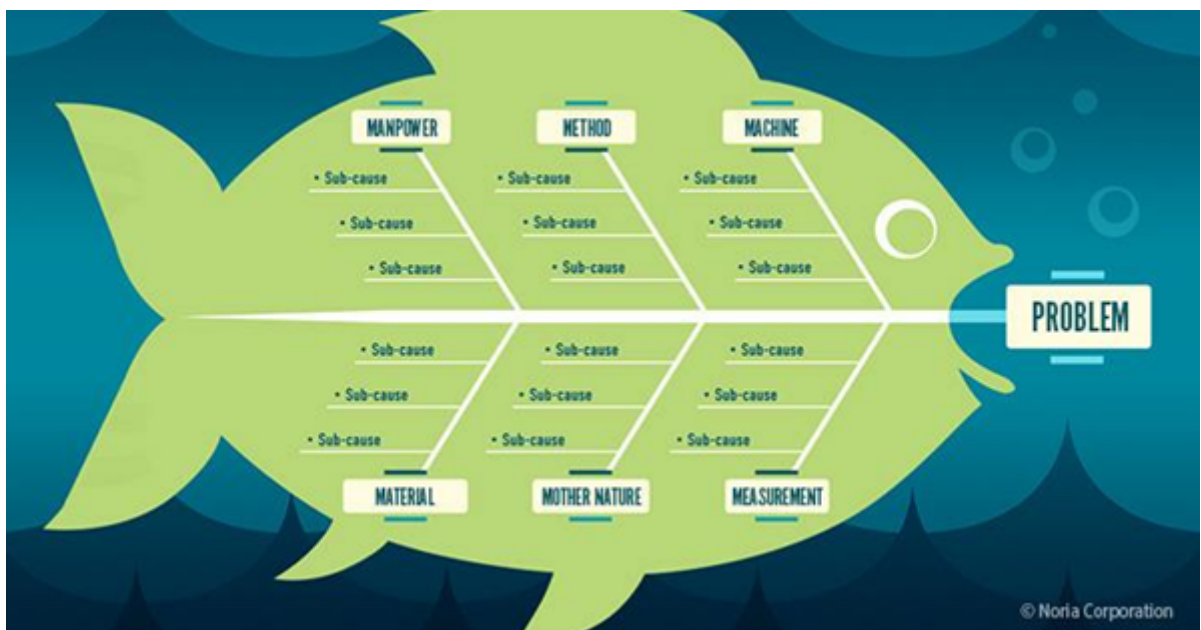 MANPOWER
METHOD
MACHINE
• Sub-cause
• Sub-cause
• Sub-cause
• Sub-cause
• Sub-cause
• Sub-cause
• Sub-cause
• Sub-cause
• Sub-cause
PROBLEM
• Sub-cause
• Sub-cause
• Sub-cause
• Sub-cause
• Sub-cause
• Sub-cause
• Sub-cause
• Sub-cause
• Sub-cause
MATERIAL
MOTHER NATURE
MEASUREMENT
© Noria Corporation